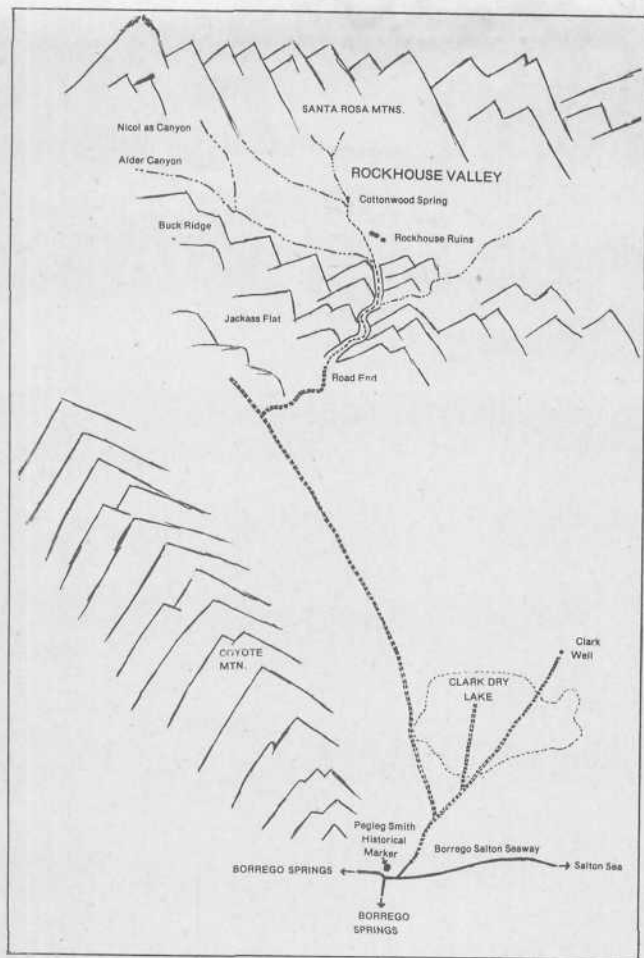 SANTA ROSA MTNS.
Nicol as Canyon
Alder Canyon
ROCKHOUSE VALLEY
Cottonwood Spring
Buck Ridge
Rockhouse Ruins
Jackass Flat
Road End
Clark
Well
COYOTE
MTN.
CLARK DRY
LAKE
Pegleg Smith
Historical
Marker
Borrego Salton Seaway
BORREGO SPRINGS
Salton Sea
BORREGO
SPRINGS